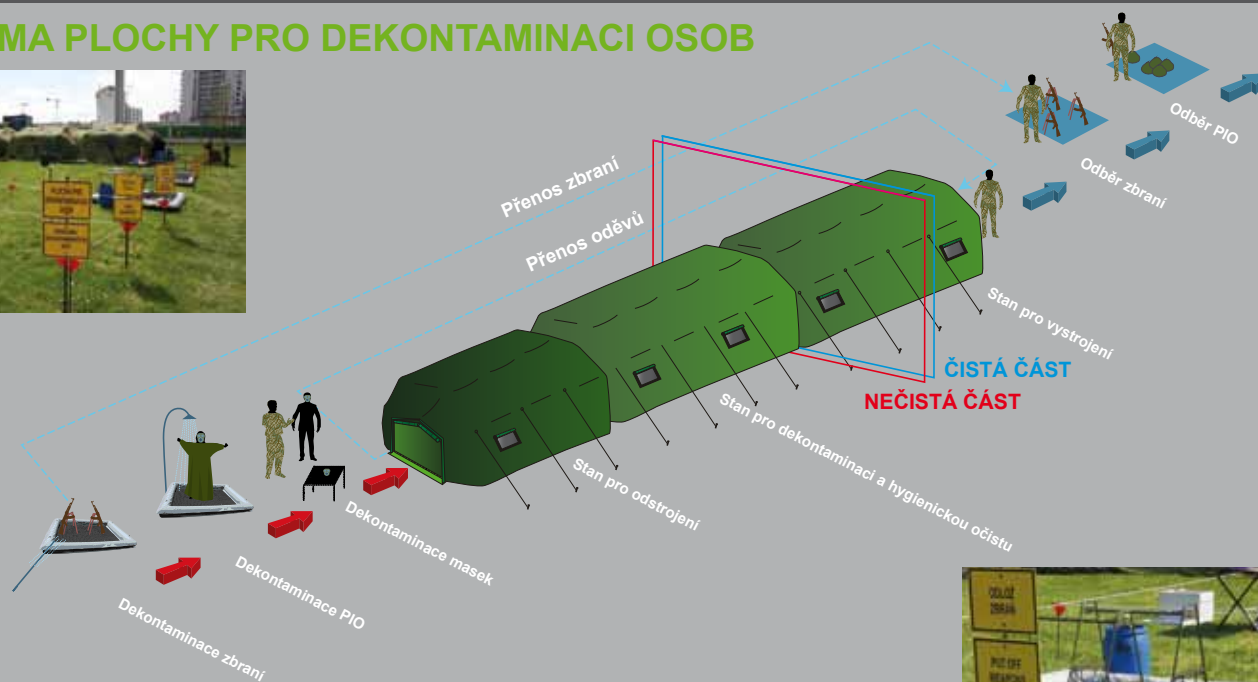 MA PLOCHY PRO DEKONTAMINACI OSOB
Odběr PIO
Odběr zbraní
Přenos zbraní
Přenos oděvů
Stan pro vystrojení
ČISTÁ ČÁST
NEČISTÁ ČÁST
Stan pro dekontaminaci a hygienickou očistu
Stan pro odstrojení
Dekontaminace masek
Dekontaminace PIO
Dekontaminace zbraní
ODLOŽ
ZBRAŇ
PUT OFF
WEAPON